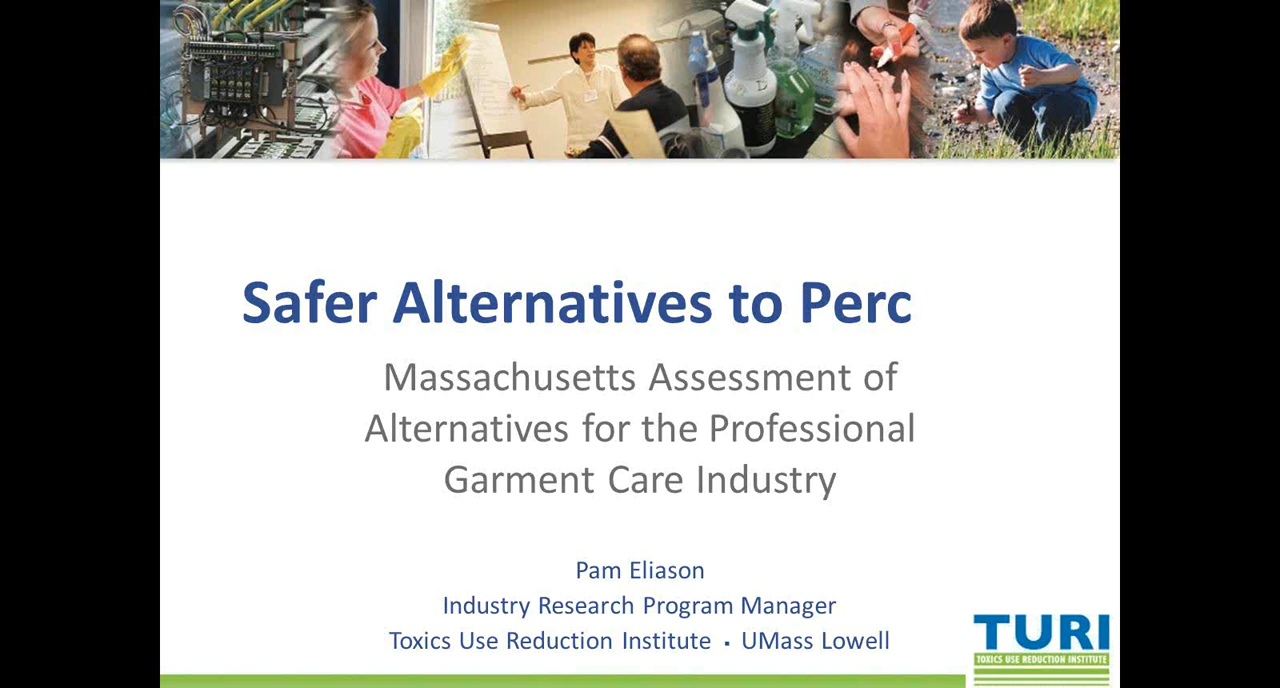 Safer Alternatives to Perc
Massachusetts Assessment of
Alternatives for the Professional
Garment Care Industry
Pam Eliason
Industry Research Program Manager
Toxics Use Reduction Institute ▪ UMass Lowell
TURI
TOXICS USE REDUCTION INSTITUTE